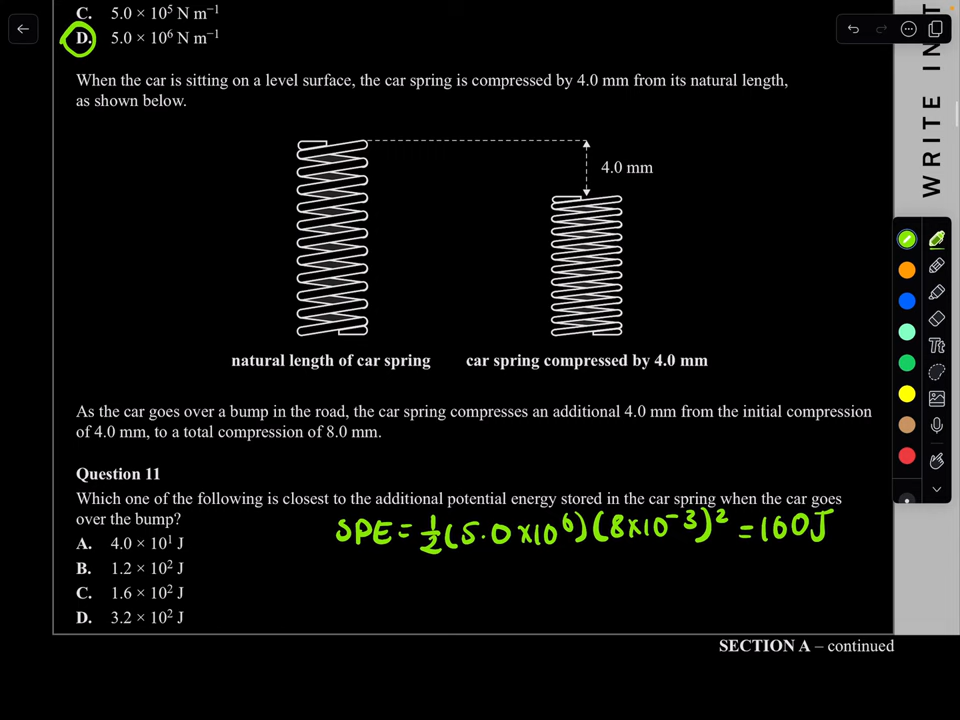 C. 5.0 × 10⁵ N m⁻¹
D. 5.0 × 10⁶ N m⁻¹
When the car is sitting on a level surface, the car spring is compressed by 4.0 mm from its natural length,
as shown below.
4.0 mm
natural length of car spring car spring compressed by 4.0 mm
As the car goes over a bump in the road, the car spring compresses an additional 4.0 mm from the initial compression
of 4.0 mm, to a total compression of 8.0 mm.
Question 11
Which one of the following is closest to the additional potential energy stored in the car spring when the car goes
over the bump?
SPE = ½ (5.0×10⁶) (8×10⁻³)² = 160J
A. 4.0 × 10¹ J
B. 1.2 × 10² J
C. 1.6 × 10² J
D. 3.2 × 10² J
SECTION A – continued
WRITE INT
Tt